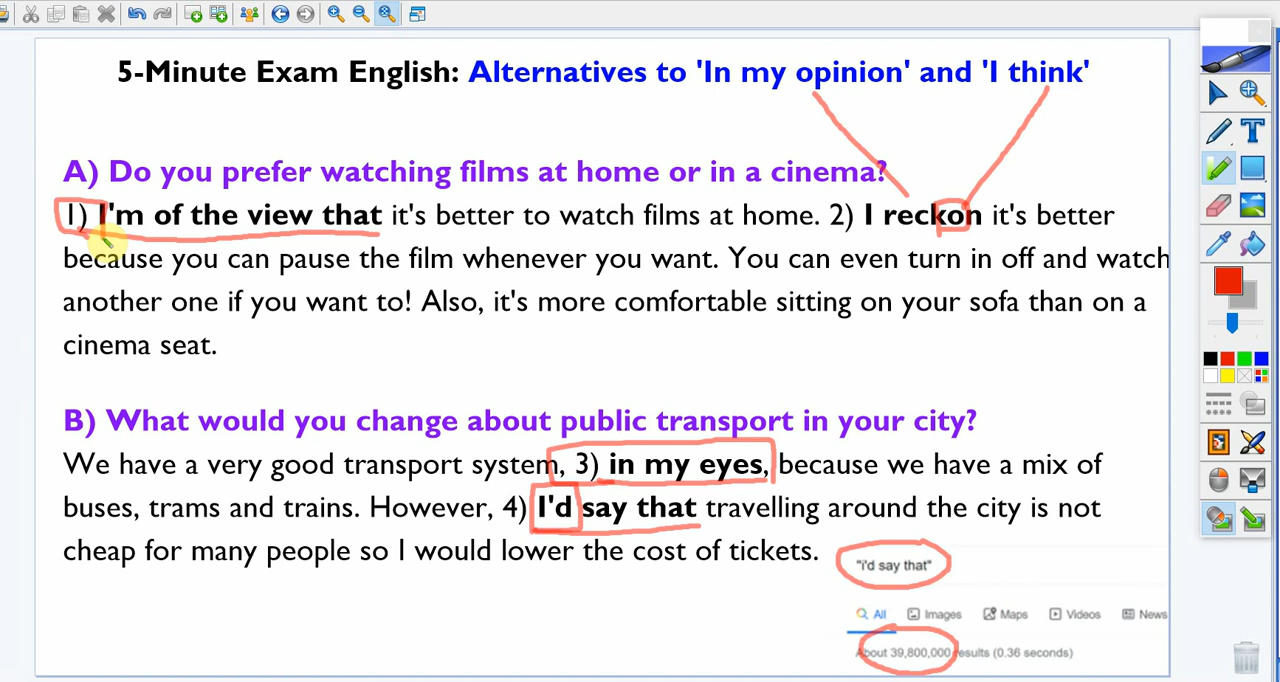 5-Minute Exam English: Alternatives to 'In my opinion' and 'I think'
A) Do you prefer watching films at home or in a cinema?
1) I'm of the view that it's better to watch films at home. 2) I reckon it's better
because you can pause the film whenever you want. You can even turn in off and watch
another one if you want to! Also, it's more comfortable sitting on your sofa than on a
cinema seat.
B) What would you change about public transport in your city?
We have a very good transport system, 3) in my eyes, because we have a mix of
buses, trams and trains. However, 4) I'd say that travelling around the city is not
cheap for many people so I would lower the cost of tickets.
"i'd say that"
All Images Maps Videos News
About 39,800,000 results (0.36 seconds)
T